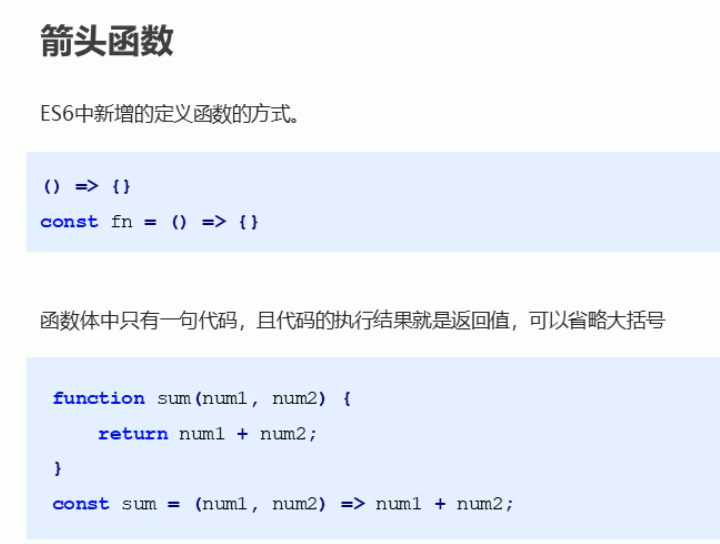 箭头函数
ES6中新增的定义函数的方式。
() => {}
const fn = () => {}
函数体中只有一句代码，且代码的执行结果就是返回值，可以省略大括号
function sum(num1, num2) {
    return num1 + num2;
}
const sum = (num1, num2) => num1 + num2;